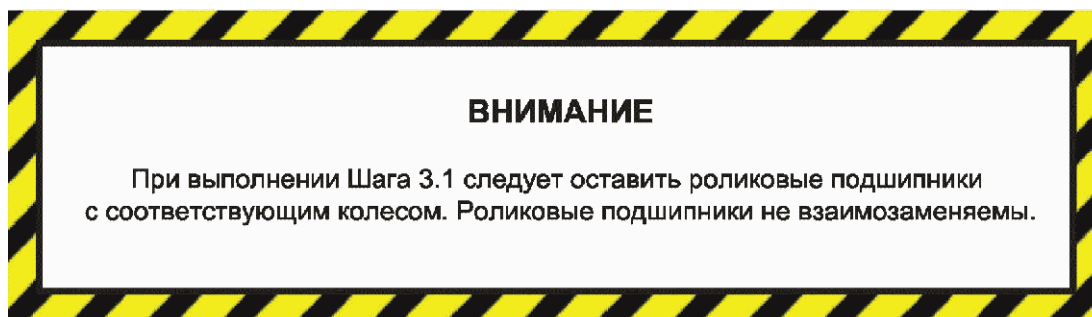 ВНИМАНИЕ
При выполнении Шага 3.1 следует оставить роликовые подшипники
с соответствующим колесом. Роликовые подшипники не взаимозаменяемы.